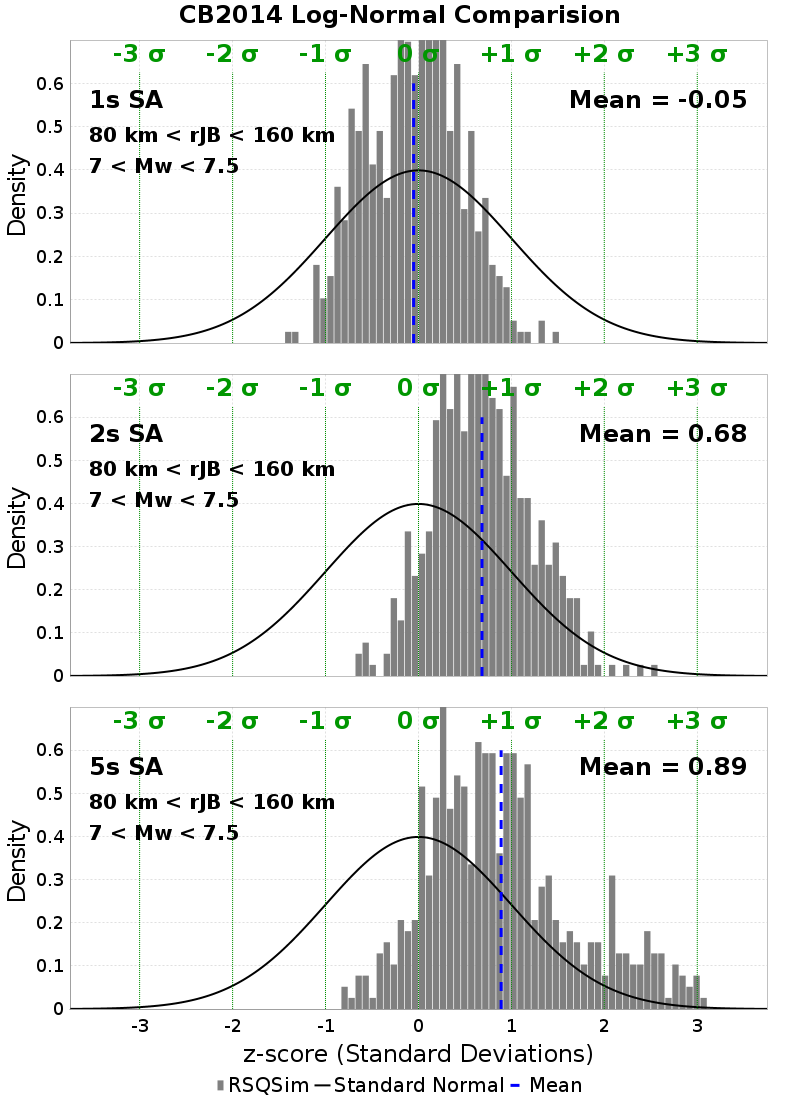 CB2014 Log-Normal Comparision
-3 σ -2 σ -1 σ 0 σ +1 σ +2 σ +3 σ
1s SA
Mean = -0.05
80 km < rJB < 160 km
7 < Mw < 7.5
Density
0.6
0.5
0.4
0.3
0.2
0.1
0
-3 σ -2 σ -1 σ 0 σ +1 σ +2 σ +3 σ
2s SA
Mean = 0.68
80 km < rJB < 160 km
7 < Mw < 7.5
Density
0.6
0.5
0.4
0.3
0.2
0.1
0
-3 σ -2 σ -1 σ 0 σ +1 σ +2 σ +3 σ
5s SA
Mean = 0.89
80 km < rJB < 160 km
7 < Mw < 7.5
Density
0.6
0.5
0.4
0.3
0.2
0.1
0
-3 -2 -1 0 1 2 3
z-score (Standard Deviations)
RSQSim Standard Normal Mean